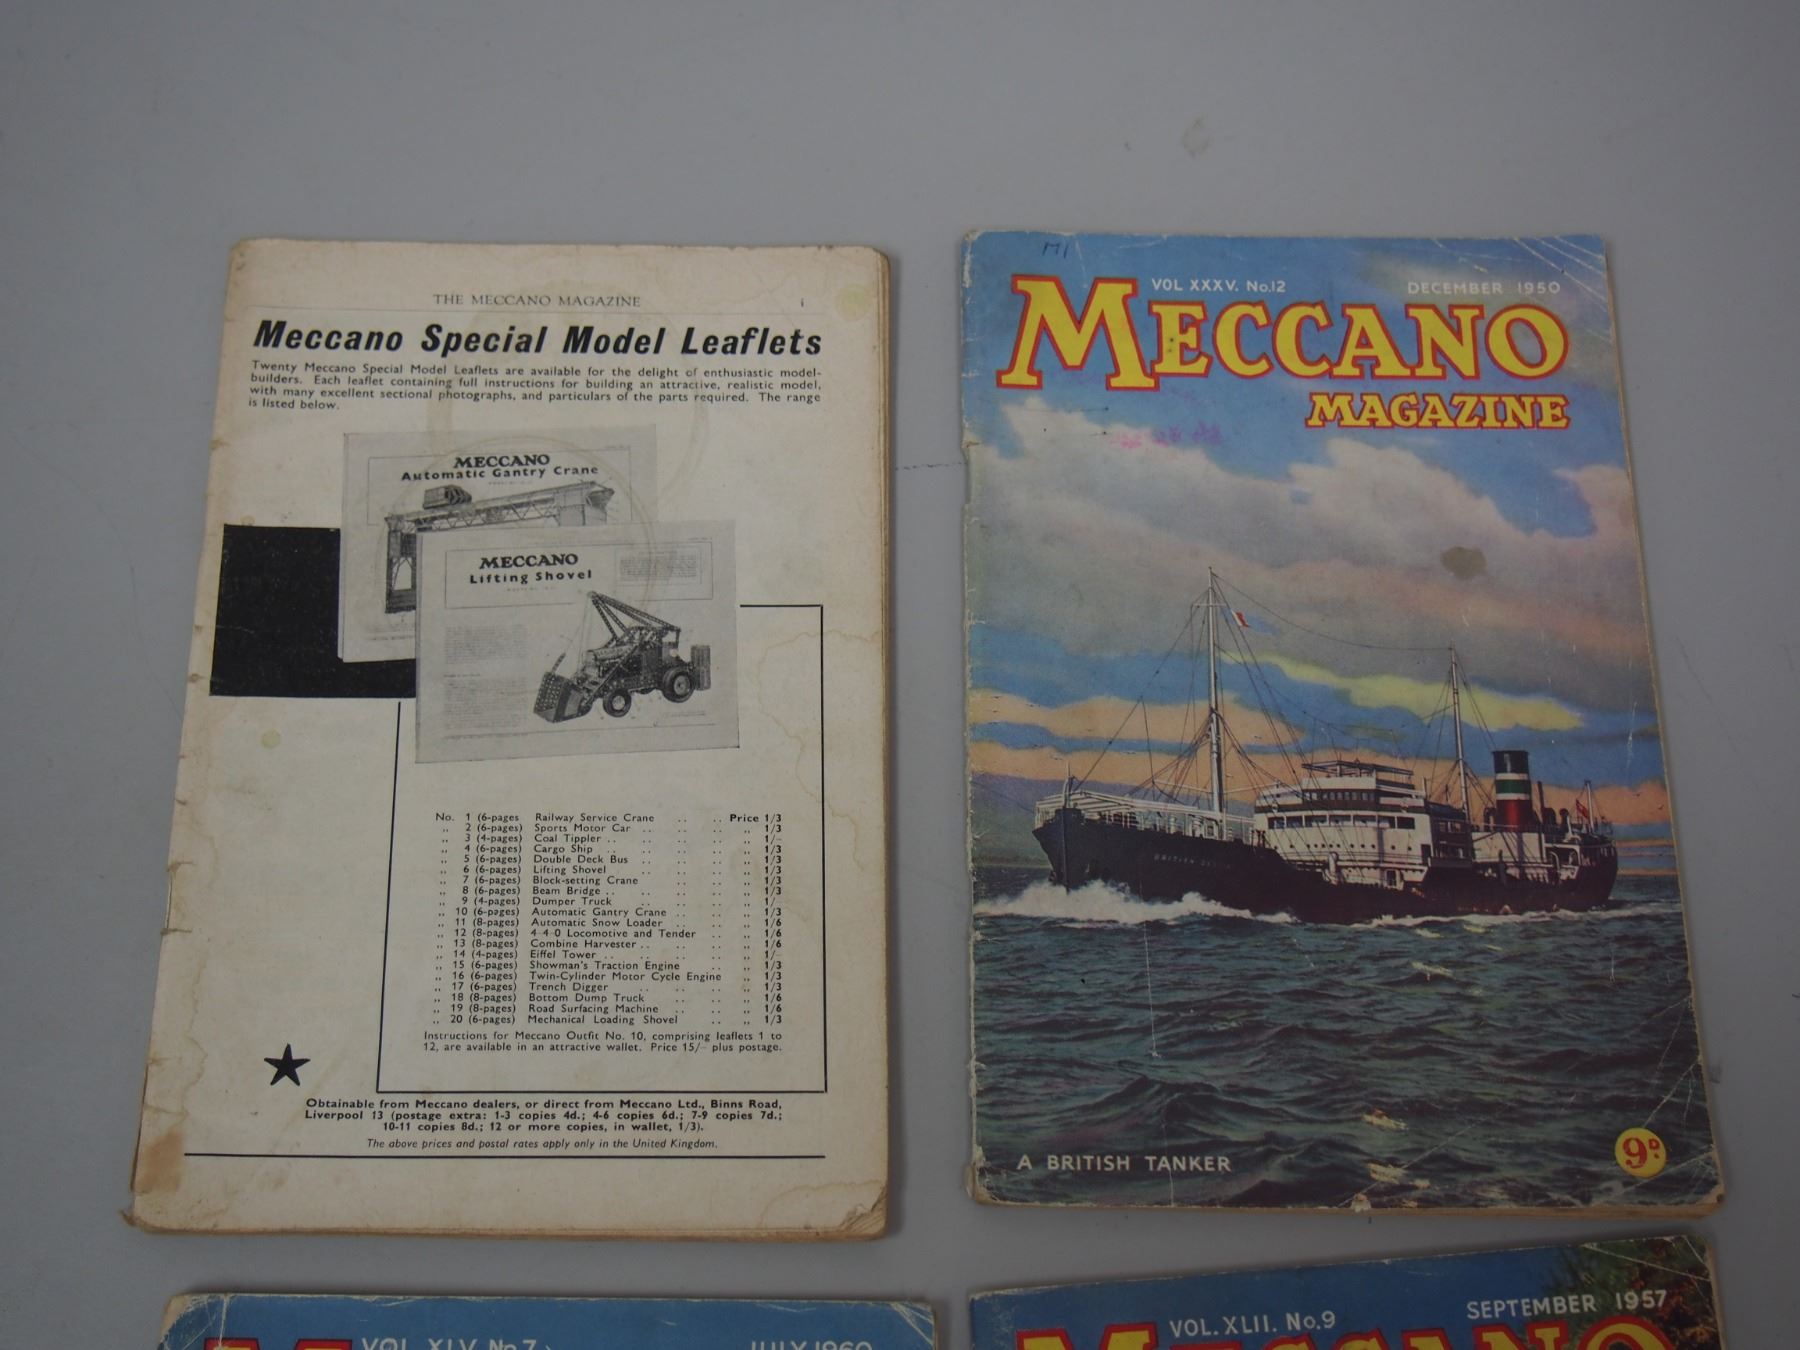 THE MECCANO MAGAZINE i
Meccano Special Model Leaflets
Twenty Meccano Special Model Leaflets are available for the delight of enthusiastic model-
builders. Each leaflet containing full instructions for building an attractive, realistic model,
with many excellent sectional photographs, and particulars of the parts required. The range
is listed below.
MECCANO
Automatic Gantry Crane
MECCANO
Lifting Shovel
No. 1 (6-pages Railway Service Crane .. .. Price 1/3
,, 2 (6-pages) Sports Motor Car .. .. .. ,, 1/3
,, 3 (4-pages) Coal Tippler .. .. .. ,, 1/-
,, 4 (6-pages) Cargo Ship .. .. .. ,, 1/3
,, 5 (6-pages) Double Deck Bus .. .. .. ,, 1/3
,, 6 (6-pages) Lifting Shovel .. .. .. ,, 1/3
,, 7 (6-pages) Block-setting Crane .. .. ,, 1/3
,, 8 (6-pages) Beam Bridge .. .. .. .. ,, 1/3
,, 9 (4-pages) Dumper Truck .. .. .. ,, 1/-
,, 10 (6-pages) Automatic Gantry Crane .. .. ,, 1/3
,, 11 (8-pages) Automatic Snow Loader .. .. ,, 1/6
,, 12 (8-pages) 4-4-0 Locomotive and Tender .. ,, 1/6
,, 13 (8-pages) Combine Harvester .. .. .. ,, 1/6
,, 14 (4-pages) Eiffel Tower .. .. .. .. ,, 1/-
,, 15 (6-pages) Showman's Traction Engine .. ,, 1/3
,, 16 (6-pages) Twin-Cylinder Motor Cycle Engine ,, 1/3
,, 17 (6-pages) Trench Digger .. .. .. ,, 1/3
,, 18 (8-pages) Bottom Dump Truck .. .. ,, 1/6
,, 19 (8-pages) Road Surfacing Machine .. .. ,, 1/6
,, 20 (6-pages) Mechanical Loading Shovel .. ,, 1/3
Instructions for Meccano Outfit No. 10, comprising leaflets 1 to
12, are available in an attractive wallet. Price 15/- plus postage.
Obtainable from Meccano dealers, or direct from Meccano Ltd., Binns Road,
Liverpool 13 (postage extra: 1-3 copies 4d.; 4-6 copies 6d.; 7-9 copies 7d.;
10-11 copies 8d.; 12 or more copies, in wallet, 1/3).
The above prices and postal rates apply only in the United Kingdom.
VOL XXXV. No.12 DECEMBER 1950
MECCANO
MAGAZINE
BRITISH
A BRITISH TANKER
9D.
VOL. XLV No.7 JULY 1960
VOL. XLII. No.9 SEPTEMBER 1957
MECCANO